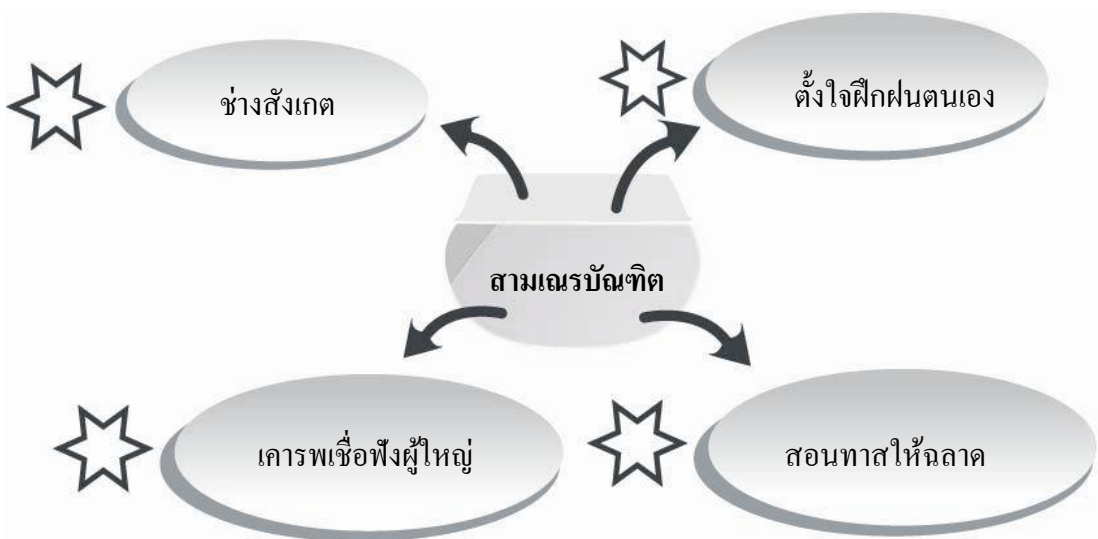 ช่างสังเกต
ตั้งใจฝึกฝนตนเอง
สามเณรบัณฑิต
เคารพเชื่อฟังผู้ใหญ่
สอนทาสให้ฉลาด